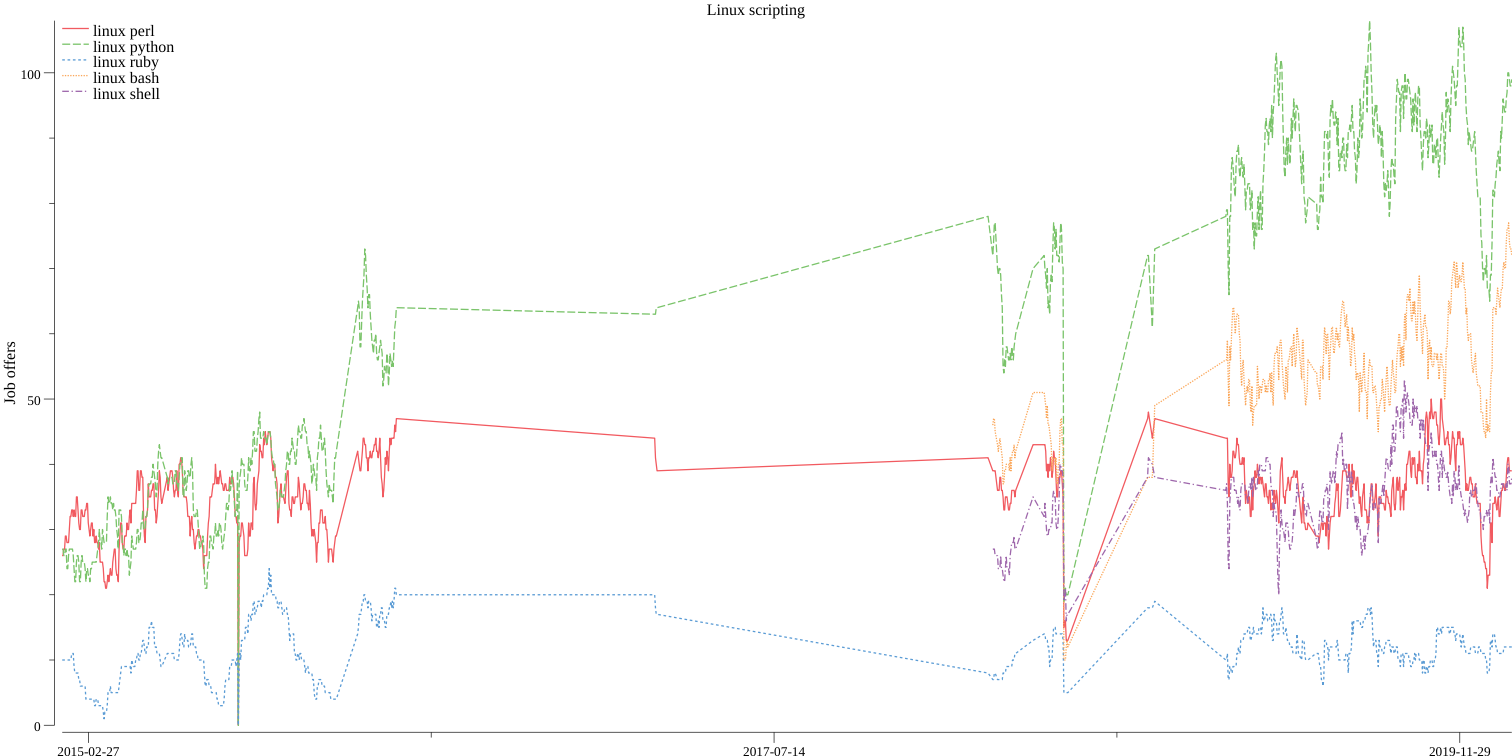 Linux scripting
linux perl
linux python
linux ruby
linux bash
linux shell
100
50
0
Job offers
2015-02-27
2017-07-14
2019-11-29